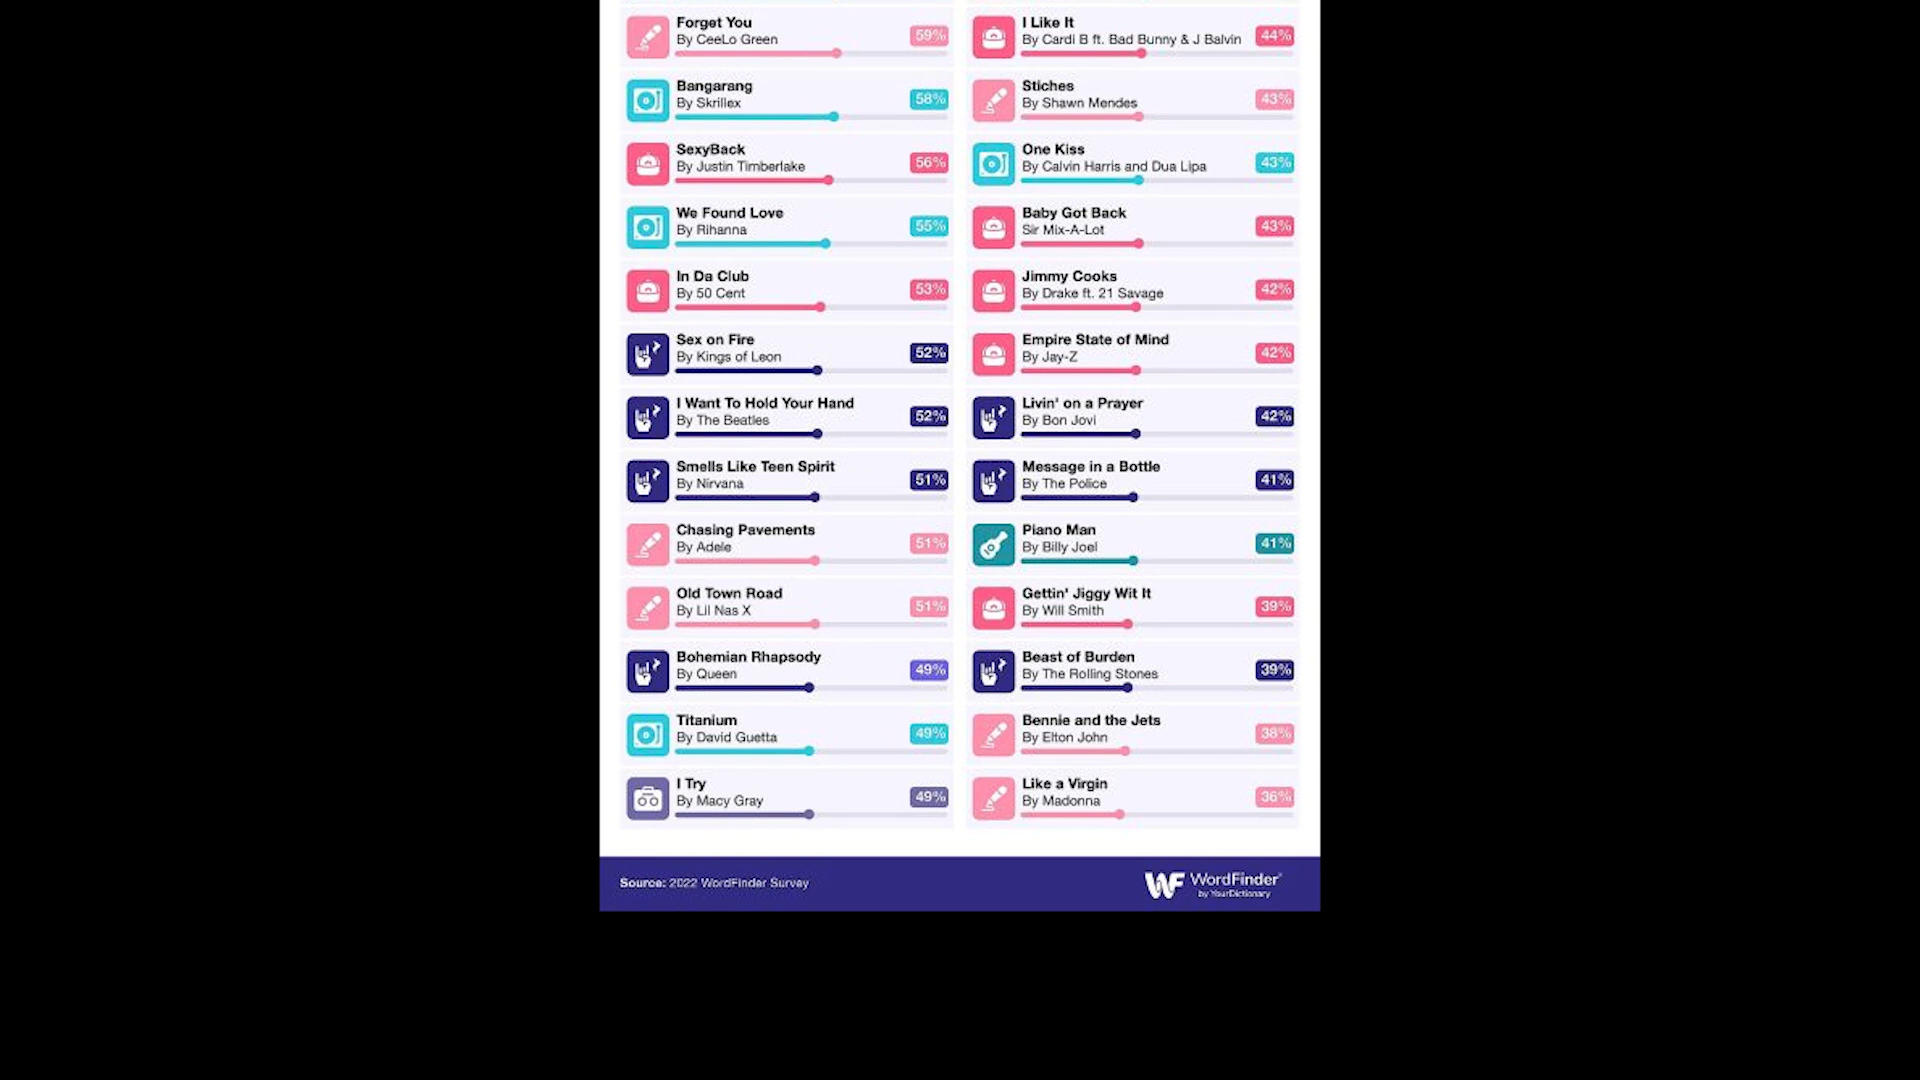 Forget You
By CeeLo Green
59%
Bangarang
By Skrillex
58%
SexyBack
By Justin Timberlake
56%
We Found Love
By Rihanna
55%
In Da Club
By 50 Cent
53%
Sex on Fire
By Kings of Leon
52%
I Want To Hold Your Hand
By The Beatles
52%
Smells Like Teen Spirit
By Nirvana
51%
Chasing Pavements
By Adele
51%
Old Town Road
By Lil Nas X
51%
Bohemian Rhapsody
By Queen
49%
Titanium
By David Guetta
49%
I Try
By Macy Gray
49%
I Like It
By Cardi B ft. Bad Bunny & J Balvin
44%
Stiches
By Shawn Mendes
43%
One Kiss
By Calvin Harris and Dua Lipa
43%
Baby Got Back
Sir Mix-A-Lot
43%
Jimmy Cooks
By Drake ft. 21 Savage
42%
Empire State of Mind
By Jay-Z
42%
Livin' on a Prayer
By Bon Jovi
42%
Message in a Bottle
By The Police
41%
Piano Man
By Billy Joel
41%
Gettin' Jiggy Wit It
By Will Smith
39%
Beast of Burden
By The Rolling Stones
39%
Bennie and the Jets
By Elton John
38%
Like a Virgin
By Madonna
36%
Source: 2022 WordFinder Survey
WF WordFinder®
by YourDictionary